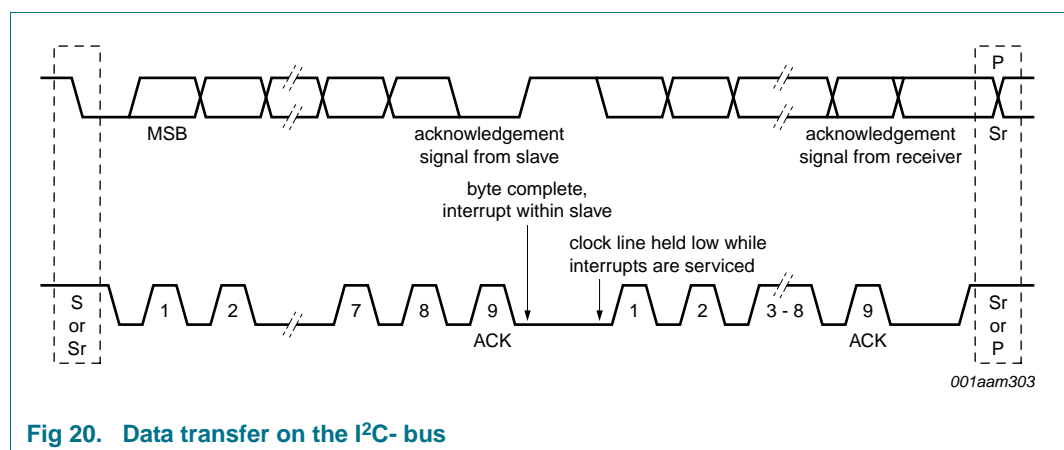 P
MSB
acknowledgement
signal from slave
acknowledgement
signal from receiver
Sr
byte complete,
interrupt within slave
clock line held low while
interrupts are serviced
S
or
Sr
1
2
7
8
9
ACK
1
2
3 - 8
9
ACK
Sr
or
P
001aam303
Fig 20. Data transfer on the I²C- bus